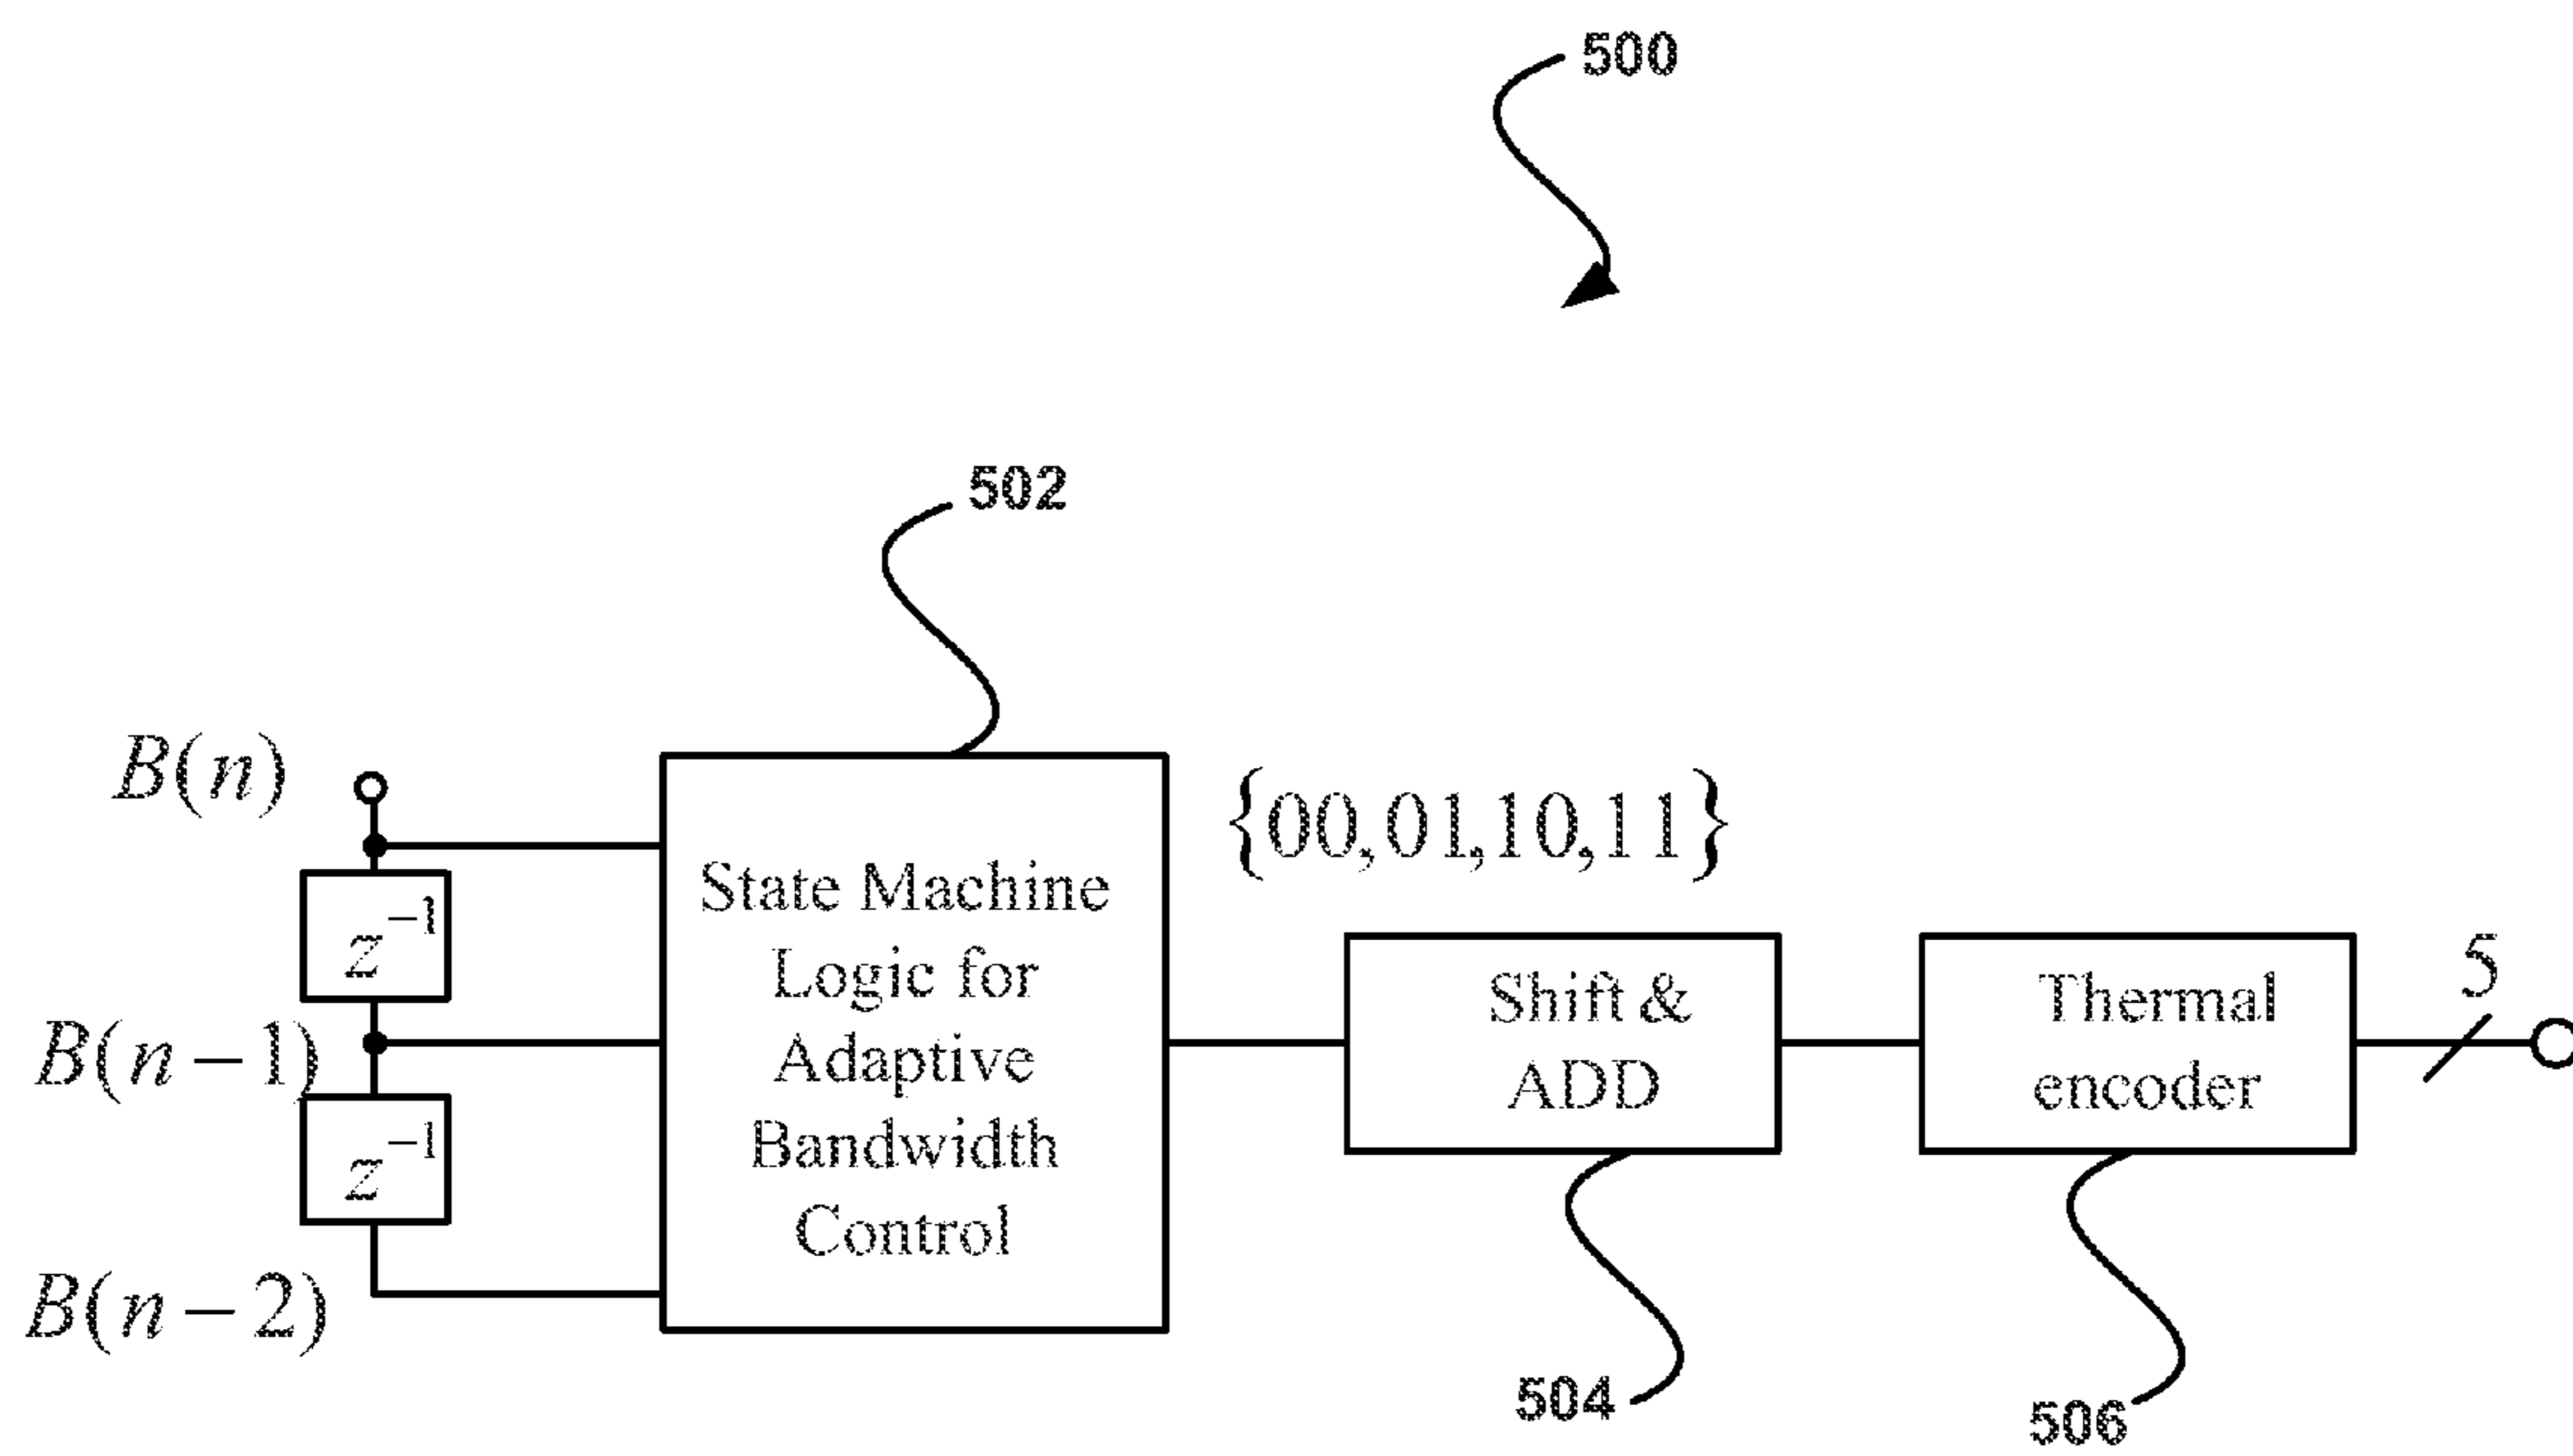 500
502
B(n)
{00,01,10,11}
State Machine
Logic for
Adaptive
Bandwidth
Control
z⁻¹
B(n−1)
z⁻¹
B(n−2)
Shift &
ADD
Thermal
encoder
5
504
506